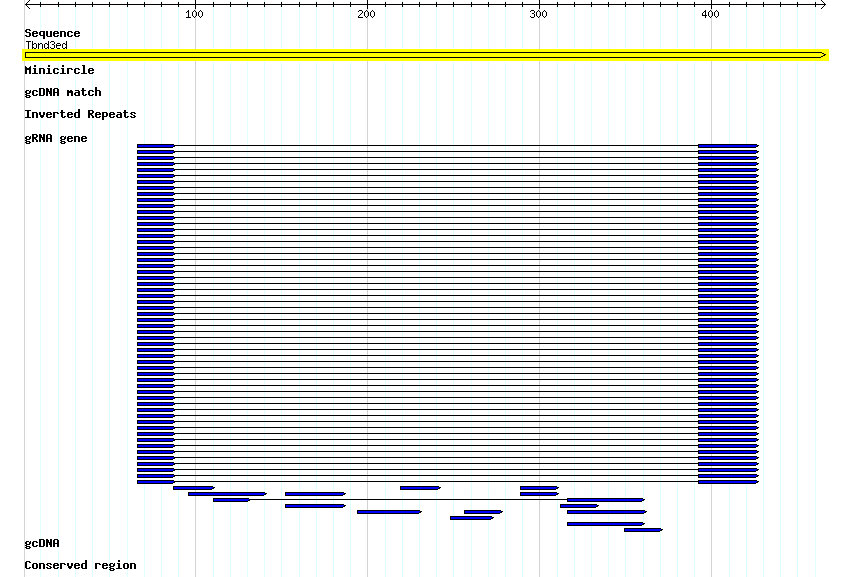 100 200 300 400
Sequence
Tbnd3ed
Minicircle
gcDNA match
Inverted Repeats
gRNA gene
gcDNA
Conserved region